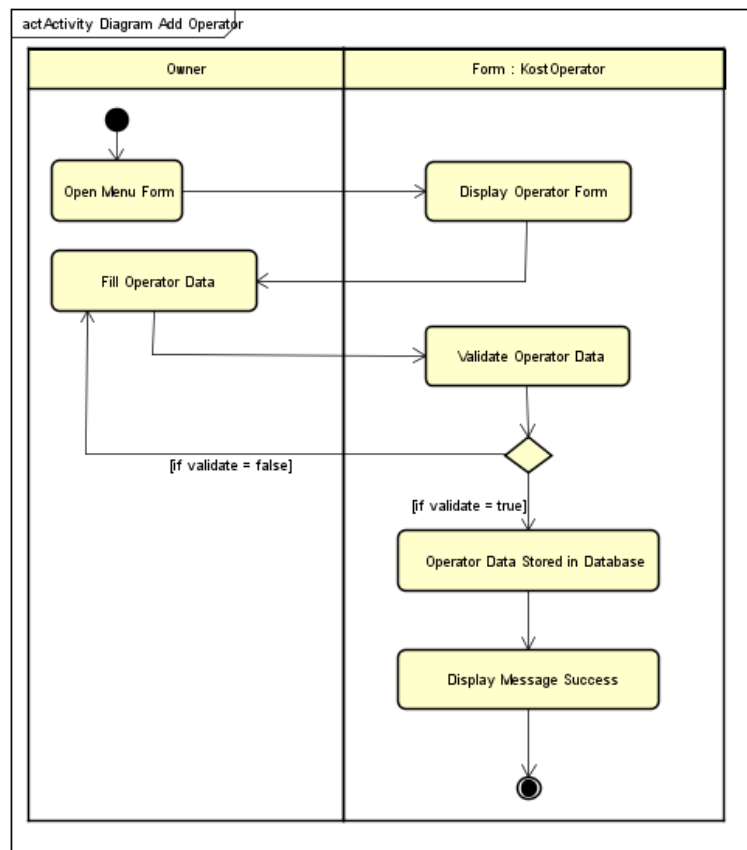 actActivity Diagram Add Operator
Owner
Form : KostOperator
Open Menu Form
Display Operator Form
Fill Operator Data
Validate Operator Data
[if validate = false]
[if validate = true]
Operator Data Stored in Database
Display Message Success